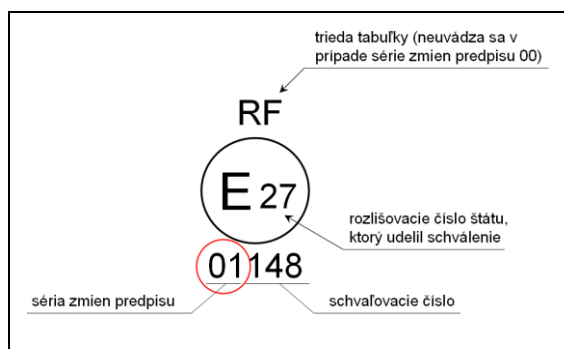 trieda tabuľky (neuvádza sa v
prípade série zmien predpisu 00)
RF
E 27
rozlišovacie číslo štátu,
ktorý udelil schválenie
01148
séria zmien predpisu
schvaľovacie číslo